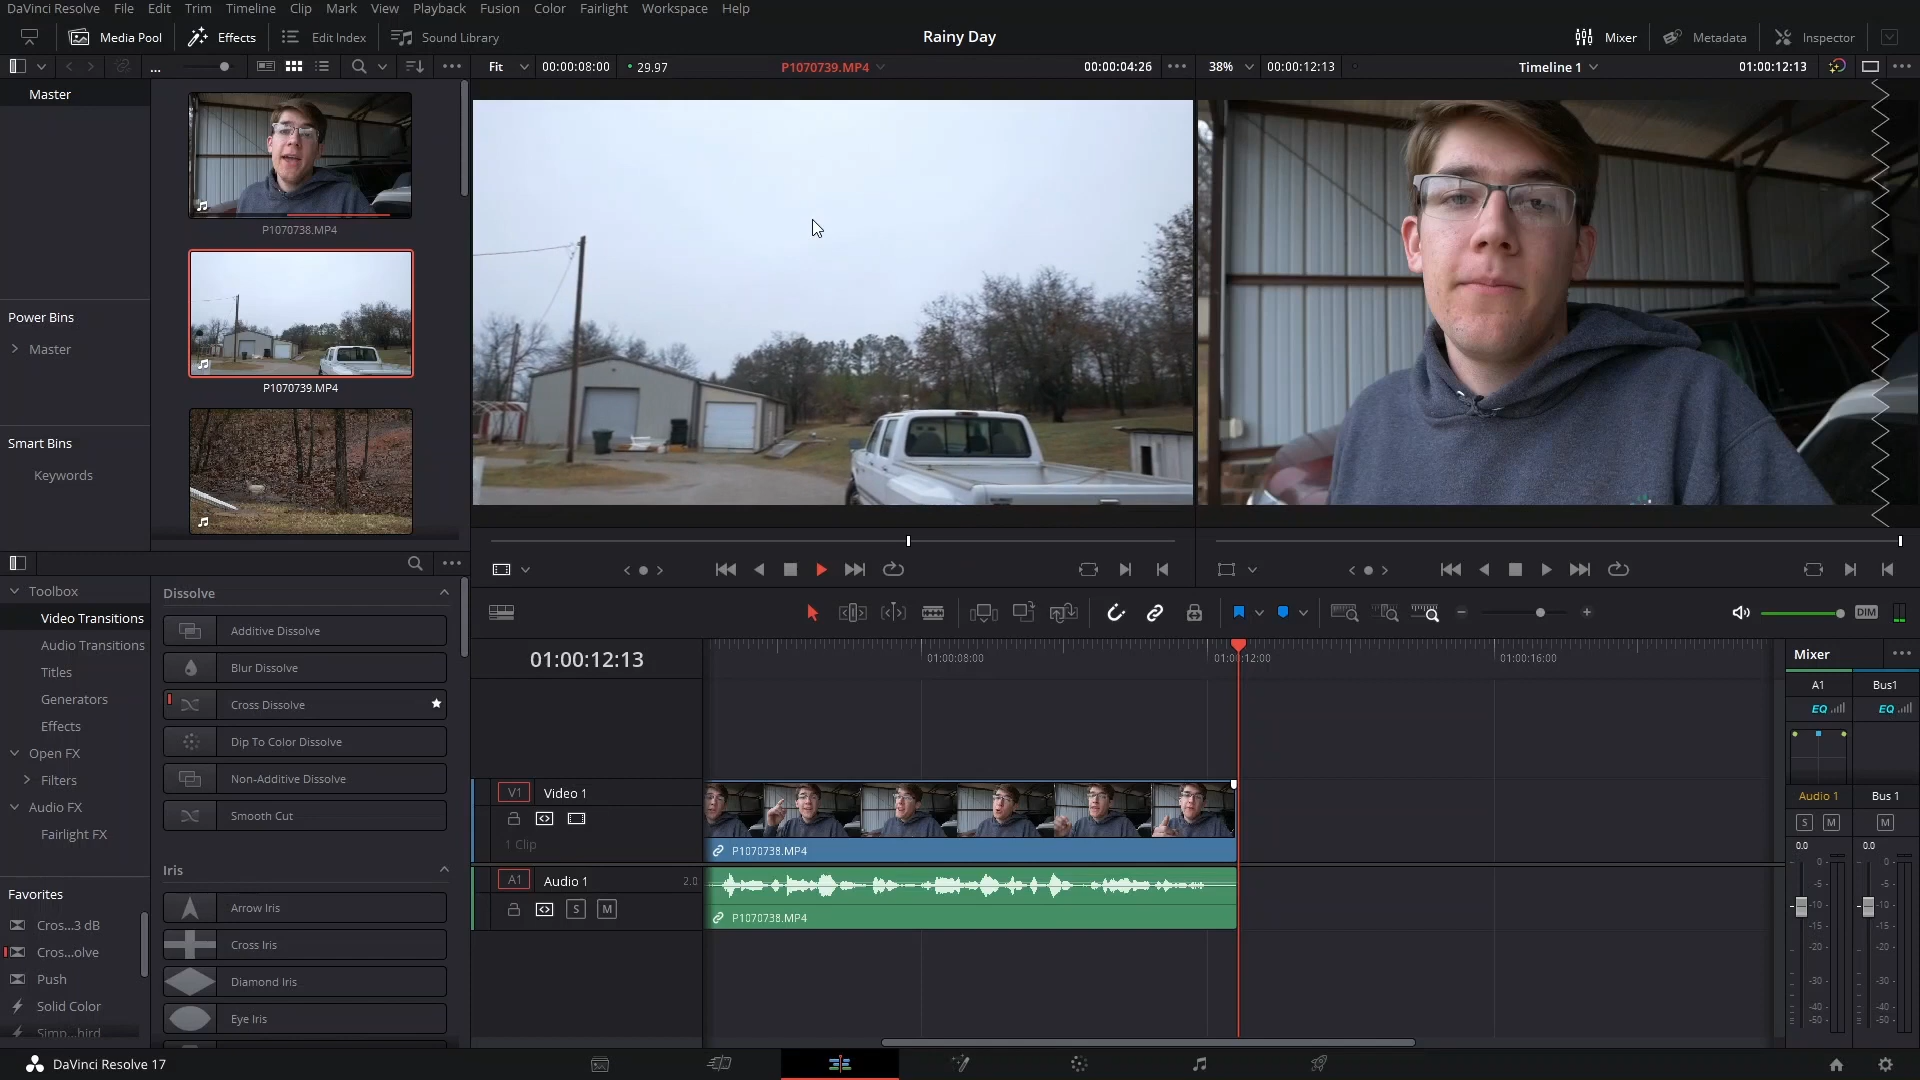 DaVinci Resolve File Edit Trim Timeline Clip Mark View Playback Fusion Color Fairlight Workspace Help
Media Pool Effects Edit Index Sound Library Rainy Day Mixer Metadata Inspector
... Fit 00:00:08:00 29.97 P1070739.MP4 00:00:04:26 38% 00:00:12:13 Timeline 1 01:00:12:13
Master
P1070738.MP4
Power Bins
Master
P1070739.MP4
Smart Bins
Keywords
Toolbox
Video Transitions
Audio Transitions
Titles
Generators
Effects
Open FX
Filters
Audio FX
Fairlight FX
Favorites
Cros...3 dB
Cros...olve
Push
Solid Color
Simp...hird
Dissolve
Additive Dissolve
Blur Dissolve
Cross Dissolve
Dip To Color Dissolve
Non-Additive Dissolve
Smooth Cut
Iris
Arrow Iris
Cross Iris
Diamond Iris
Eye Iris
DIM
01:00:12:13
01:00:08:00 01:00:12:00 01:00:16:00
V1 Video 1
1 Clip
P1070738.MP4
A1 Audio 1 2.0
S M
P1070738.MP4
Mixer
A1 Bus1
EQ EQ
Audio 1 Bus 1
S M M
0.0 0.0
0 0
-5 -5
-10 -10
-15 -15
-20 -20
-30 -30
-40 -40
-50 -50
DaVinci Resolve 17